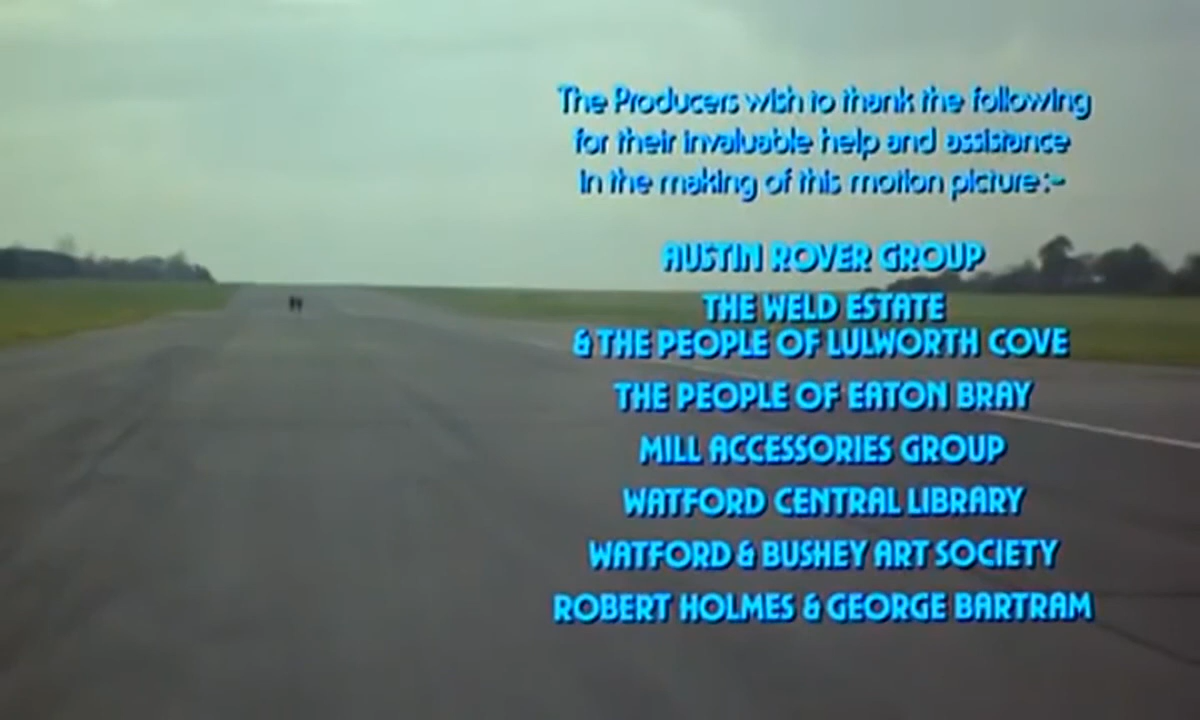 The Producers wish to thank the following
for their invaluable help and assistance
in the making of this motion picture:-
AUSTIN ROVER GROUP
THE WELD ESTATE
& THE PEOPLE OF LULWORTH COVE
THE PEOPLE OF EATON BRAY
MILL ACCESSORIES GROUP
WATFORD CENTRAL LIBRARY
WATFORD & BUSHEY ART SOCIETY
ROBERT HOLMES & GEORGE BARTRAM